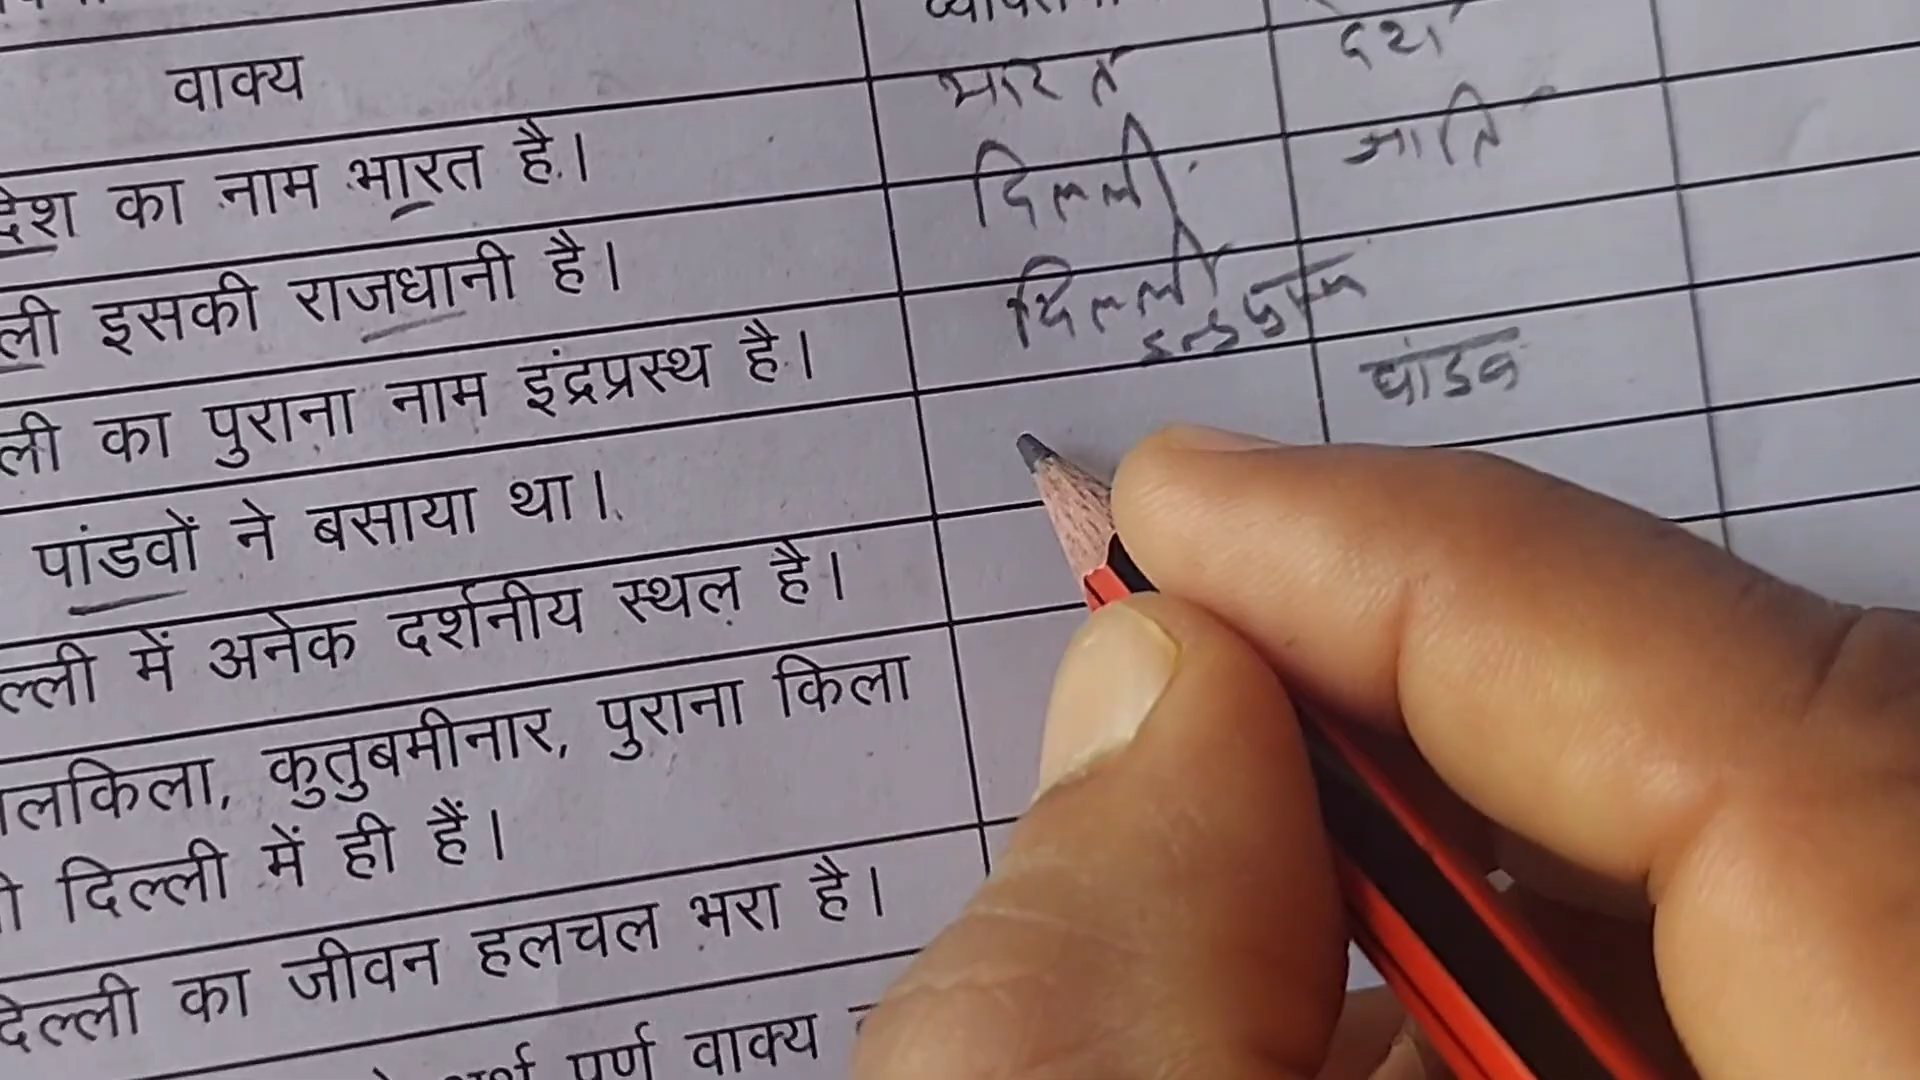 वाक्य
देश का नाम भारत है। भारत देश
ली इसकी राजधानी है। दिल्ली जाति
ली का पुराना नाम इंद्रप्रस्थ है। दिल्ली
पांडवों ने बसाया था। पांडव
ल्ली में अनेक दर्शनीय स्थल है।
लकिला, कुतुबमीनार, पुराना किला
दिल्ली में ही हैं।
दिल्ली का जीवन हलचल भरा है।
पूर्ण वाक्य